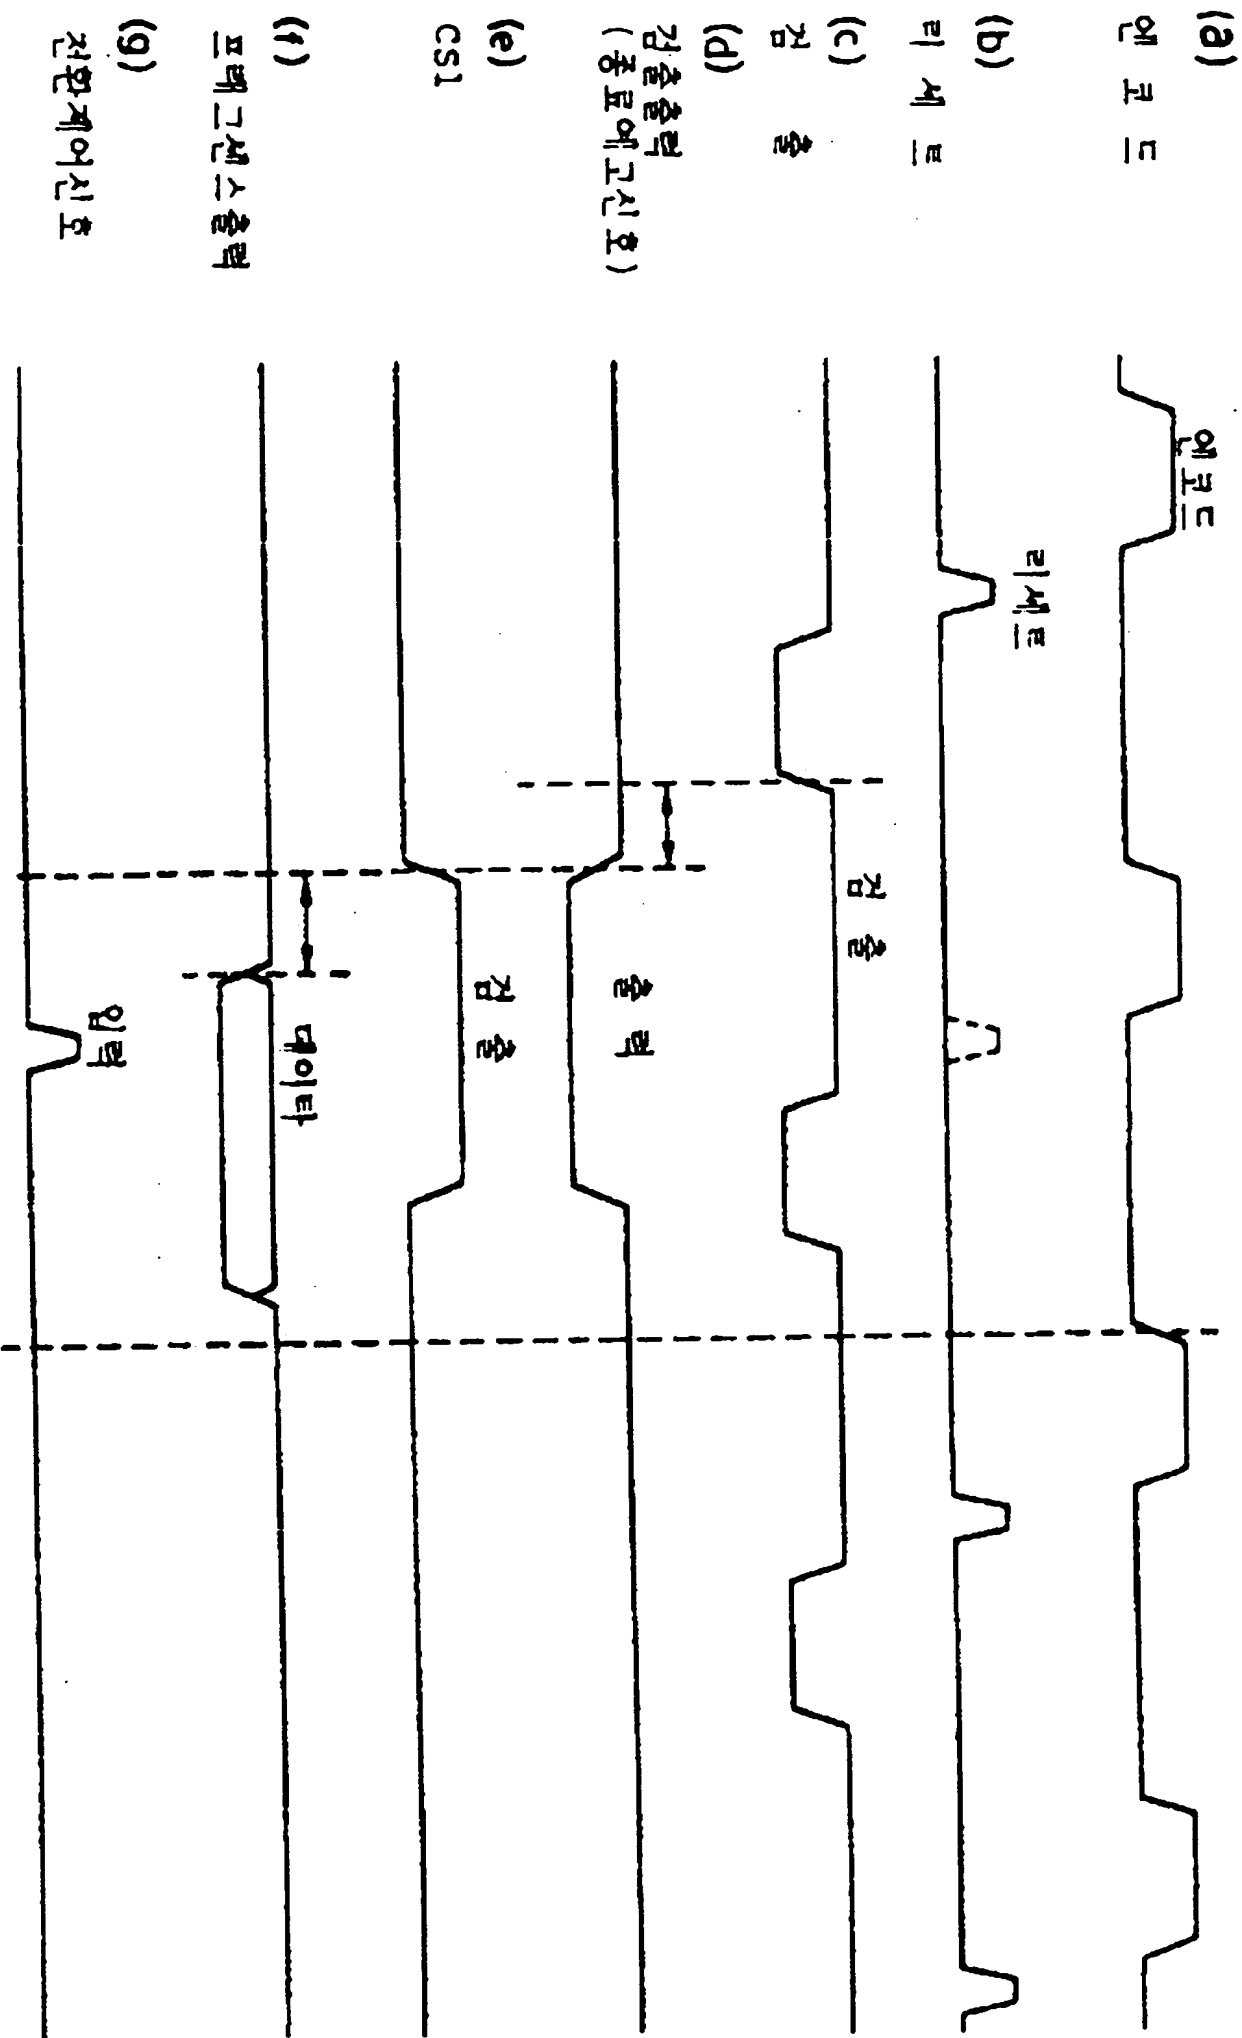 (a)
엔코드
엔코드
(b)
리세트
리세트
(c)
검출
검출
(d)
검출출력
(종료예고신호)
출력
(e)
CS1
검출
(f)
프레그센스출력
데이타
(g)
전환제어신호
입력